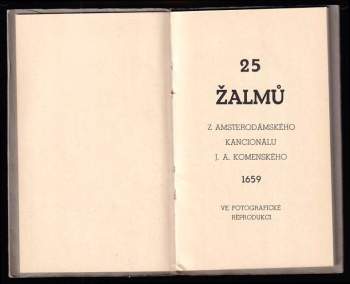 25
ŽALMŮ
Z AMSTERODÁMSKÉHO
KANCIONÁLU
J. A. KOMENSKÉHO
1659
VE FOTOGRAFICKÉ
REPRODUKCI